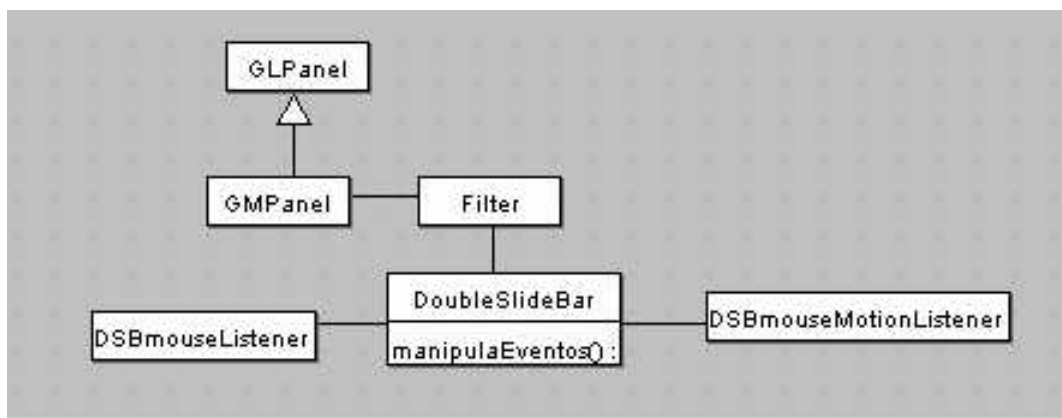 GLPanel
GMPanel
Filter
DoubleSlideBar
DSBmouseListener
manipulaEventos() :
DSBmouseMotionListener